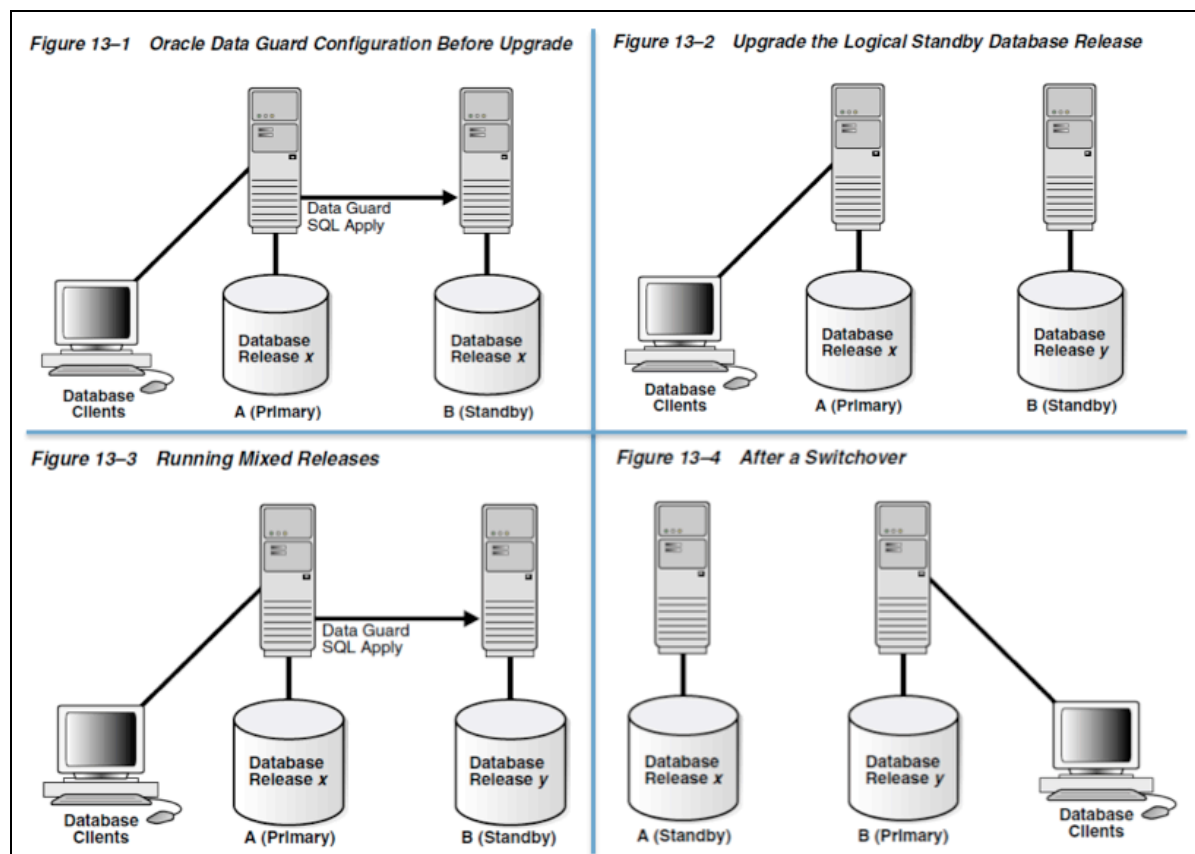 Figure 13–1 Oracle Data Guard Configuration Before Upgrade
Data Guard
SQL Apply
Database
Release x
Database
Release x
Database
Clients
A (Primary)
B (Standby)
Figure 13–2 Upgrade the Logical Standby Database Release
Database
Release x
Database
Release y
Database
Clients
A (Primary)
B (Standby)
Figure 13–3 Running Mixed Releases
Data Guard
SQL Apply
Database
Release x
Database
Release y
Database
Clients
A (Primary)
B (Standby)
Figure 13–4 After a Switchover
Database
Release x
Database
Release y
A (Standby)
B (Primary)
Database
Clients